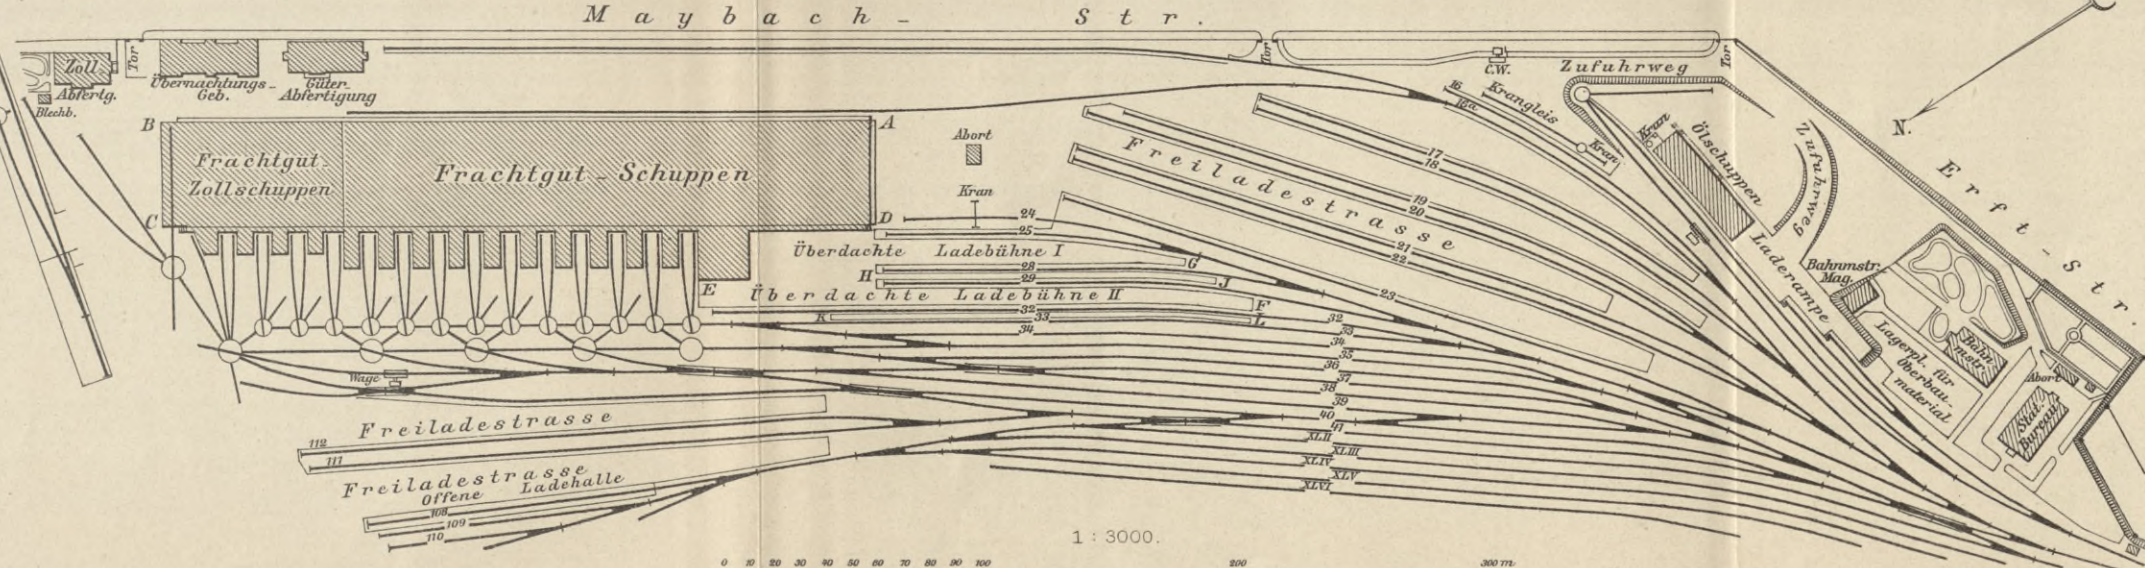 Maybach - Str.
Zoll
Abfertg.
Blechb.
Tor
Übernachtungs-
Geb.
Güter-
Abfertigung
Tor
C.W.
Zufuhrweg
Tor
N.
Erft - Str.
B
A
C
D
Frachtgut-
Zollschuppen
Frachtgut - Schuppen
Abort
Kran
24
25
Überdachte Ladebühne I
G
H
28
29
J
E
Überdachte Ladebühne II
F
K
32
33
L
34
Freiladestrasse
16
16a
Krangleis
Kran
17
18
19
20
21
22
23
Kran
Ölschuppen
Zufuhrweg
Laderampe
Bahnmstr.
Mag.
Lagerpl. für
Oberbau-
material
Bahn
mstr.
Abort
Stat.
Bureau
32
33
34
35
36
37
38
39
40
41
XLII
XLIII
XLIV
XLV
XLVI
Wage
Freiladestrasse
112
111
Freiladestrasse
Offene Ladehalle
108
109
110
1 : 3000.
0 10 20 30 40 50 60 70 80 90 100 200 300 m